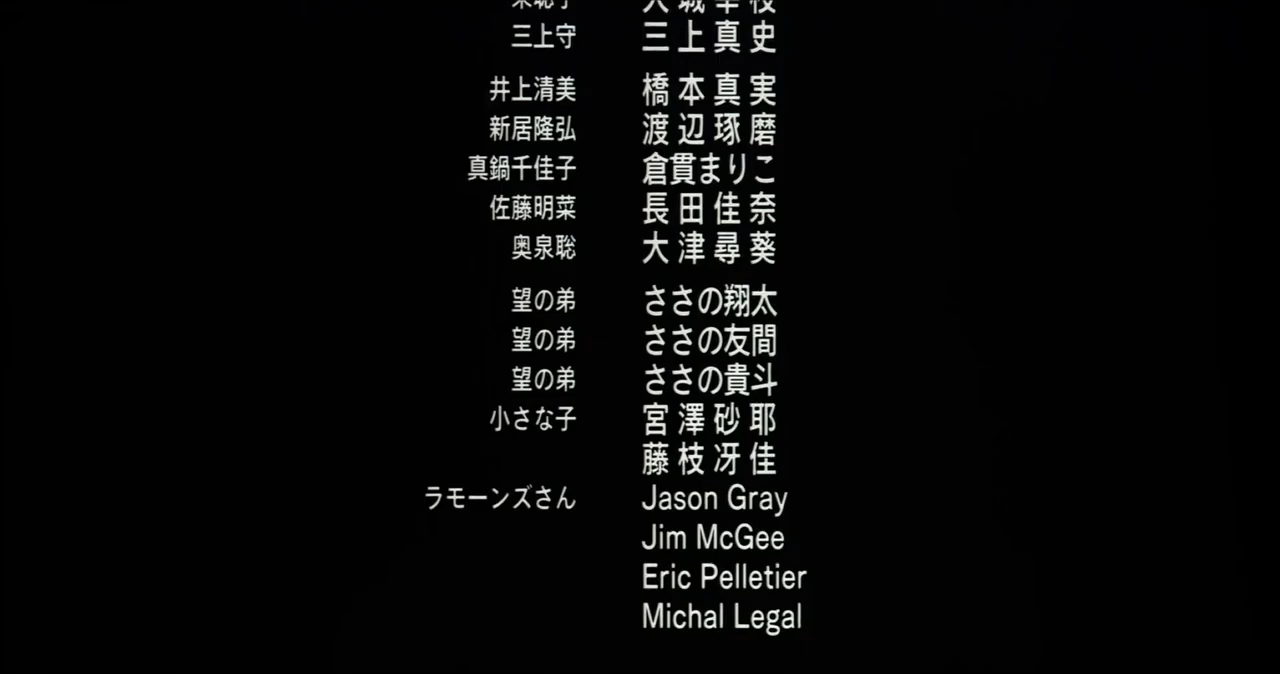 三上守 三上真史
井上清美 橋本真実
新居隆弘 渡辺琢磨
真鍋千佳子 倉貫まりこ
佐藤明菜 長田佳奈
奥泉聡 大津尋葵
望の弟 ささの翔太
望の弟 ささの友間
望の弟 ささの貴斗
小さな子 宮澤砂耶
藤枝冴佳
ラモーンズさん Jason Gray
Jim McGee
Eric Pelletier
Michal Legal